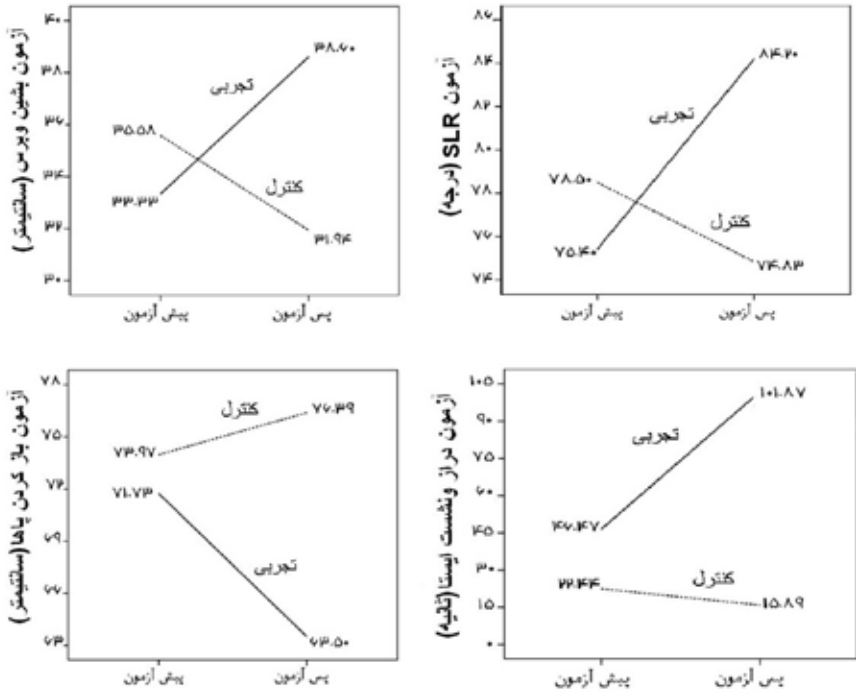 آزمون بشین وبرس (سانتیمتر)
۴۰
۳۸
۳۶
۳۴
۳۲
۳۰
۳۸.۶۰
تجربی
۳۵.۵۸
۳۳.۳۳
کنترل
۳۱.۹۴
پیش آزمون
پس آزمون
آزمون SLR (درجه)
۸۶
۸۴
۸۲
۸۰
۷۸
۷۶
۷۴
۸۴.۲۰
تجربی
۷۸.۵۰
کنترل
۷۵.۴۰
۷۴.۸۳
پیش آزمون
پس آزمون
آزمون باز کردن پاها(سانتیمتر)
۷۸
۷۵
۷۲
۶۹
۶۶
۶۳
کنترل
۷۶.۳۹
۷۳.۹۷
۷۱.۷۳
تجربی
۶۳.۵۰
پیش آزمون
پس آزمون
آزمون دراز ونشست ایستا(ثانیه)
۱۰۵
۹۰
۷۵
۶۰
۴۵
۳۰
۱۵
۰
۱۰۱.۸۷
تجربی
۴۶.۴۷
۲۲.۴۴
کنترل
۱۵.۸۹
پیش آزمون
پس آزمون